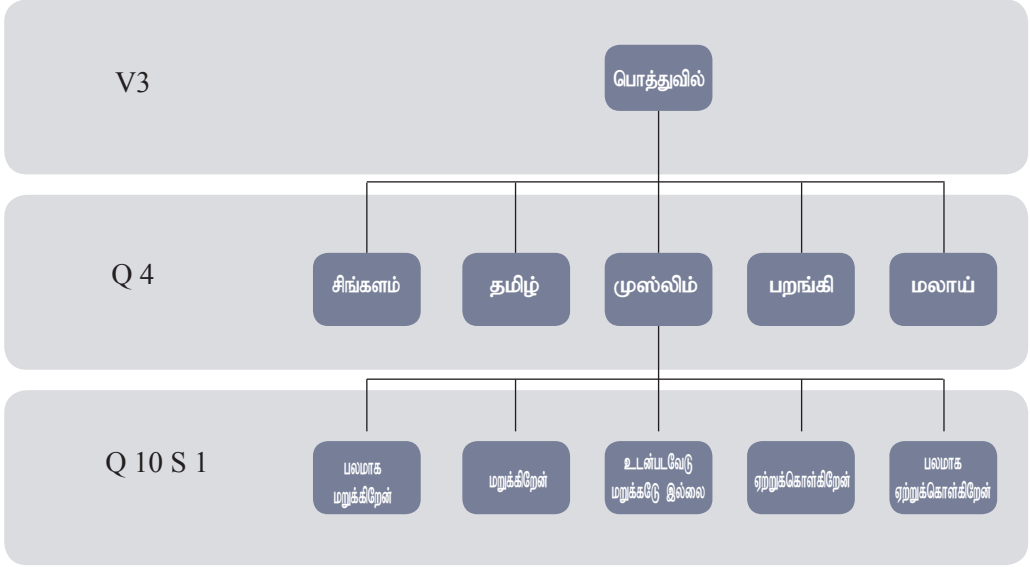 V3
பொத்துவில்
Q 4
சிங்களம்
தமிழ்
முஸ்லிம்
பறங்கி
மலாய்
Q 10 S 1
பலமாக
மறுக்கிறேன்
மறுக்கிறேன்
உடன்படவேடு
மறுக்கடுே இல்லை
ஏற்றுக்கொள்கிறேன்
பலமாக
ஏற்றுக்கொள்கிறேன்